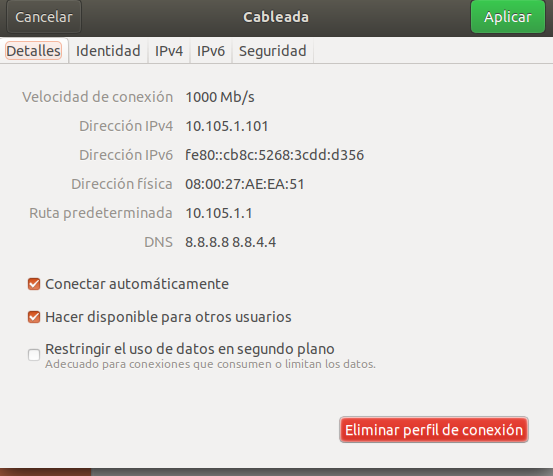 Cancelar Cableada Aplicar
Detalles Identidad IPv4 IPv6 Seguridad
Velocidad de conexión 1000 Mb/s
Dirección IPv4 10.105.1.101
Dirección IPv6 fe80::cb8c:5268:3cdd:d356
Dirección física 08:00:27:AE:EA:51
Ruta predeterminada 10.105.1.1
DNS 8.8.8.8 8.8.4.4
Conectar automáticamente
Hacer disponible para otros usuarios
Restringir el uso de datos en segundo plano
Adecuado para conexiones que consumen o limitan los datos.
Eliminar perfil de conexión